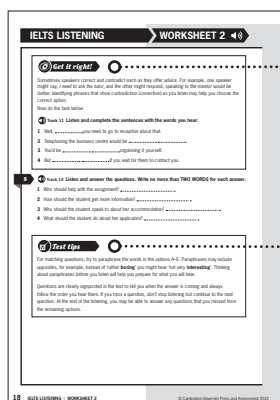 IELTS LISTENING
WORKSHEET 2
Get it right!
Sometimes speakers correct and contradict each as they offer advice. For example, one speaker
might say, I need to ask the tutor, and the other might respond, speaking to the mentor would be
better. Identifying phrases that show contradiction (correction) as you listen may help you choose the
correct option.
Now do the task below.
Track 11 Listen and complete the sentences with the words you hear.
1 Well, you need to go to reception about that.
2 Telephoning the business centre would be
3 You'd be organising it yourself.
4 But if you wait for them to contact you.
Track 12 Listen and answer the questions. Write no more than TWO WORDS for each answer.
1 Who should help with the assignment?
2 How should the student get more information?
3 Who should the student speak to about her accommodation?
4 What should the student do about her application?
Test tips
For matching questions, try to paraphrase the words in the options A–E. Paraphrases may include
opposites, for example, instead of 'rather boring' you might hear 'not very interesting'. Thinking
about paraphrases before you listen will help you prepare for what you will hear.
Questions are clearly signposted in the text to tell you when the answer is coming and always
follow the order you hear them. If you miss a question, don't stop listening but continue to the next
question. At the end of the listening, you may be able to answer any questions that you missed from
the remaining options.
18 IELTS LISTENING | WORKSHEET 2
© Cambridge University Press and Assessment 2022